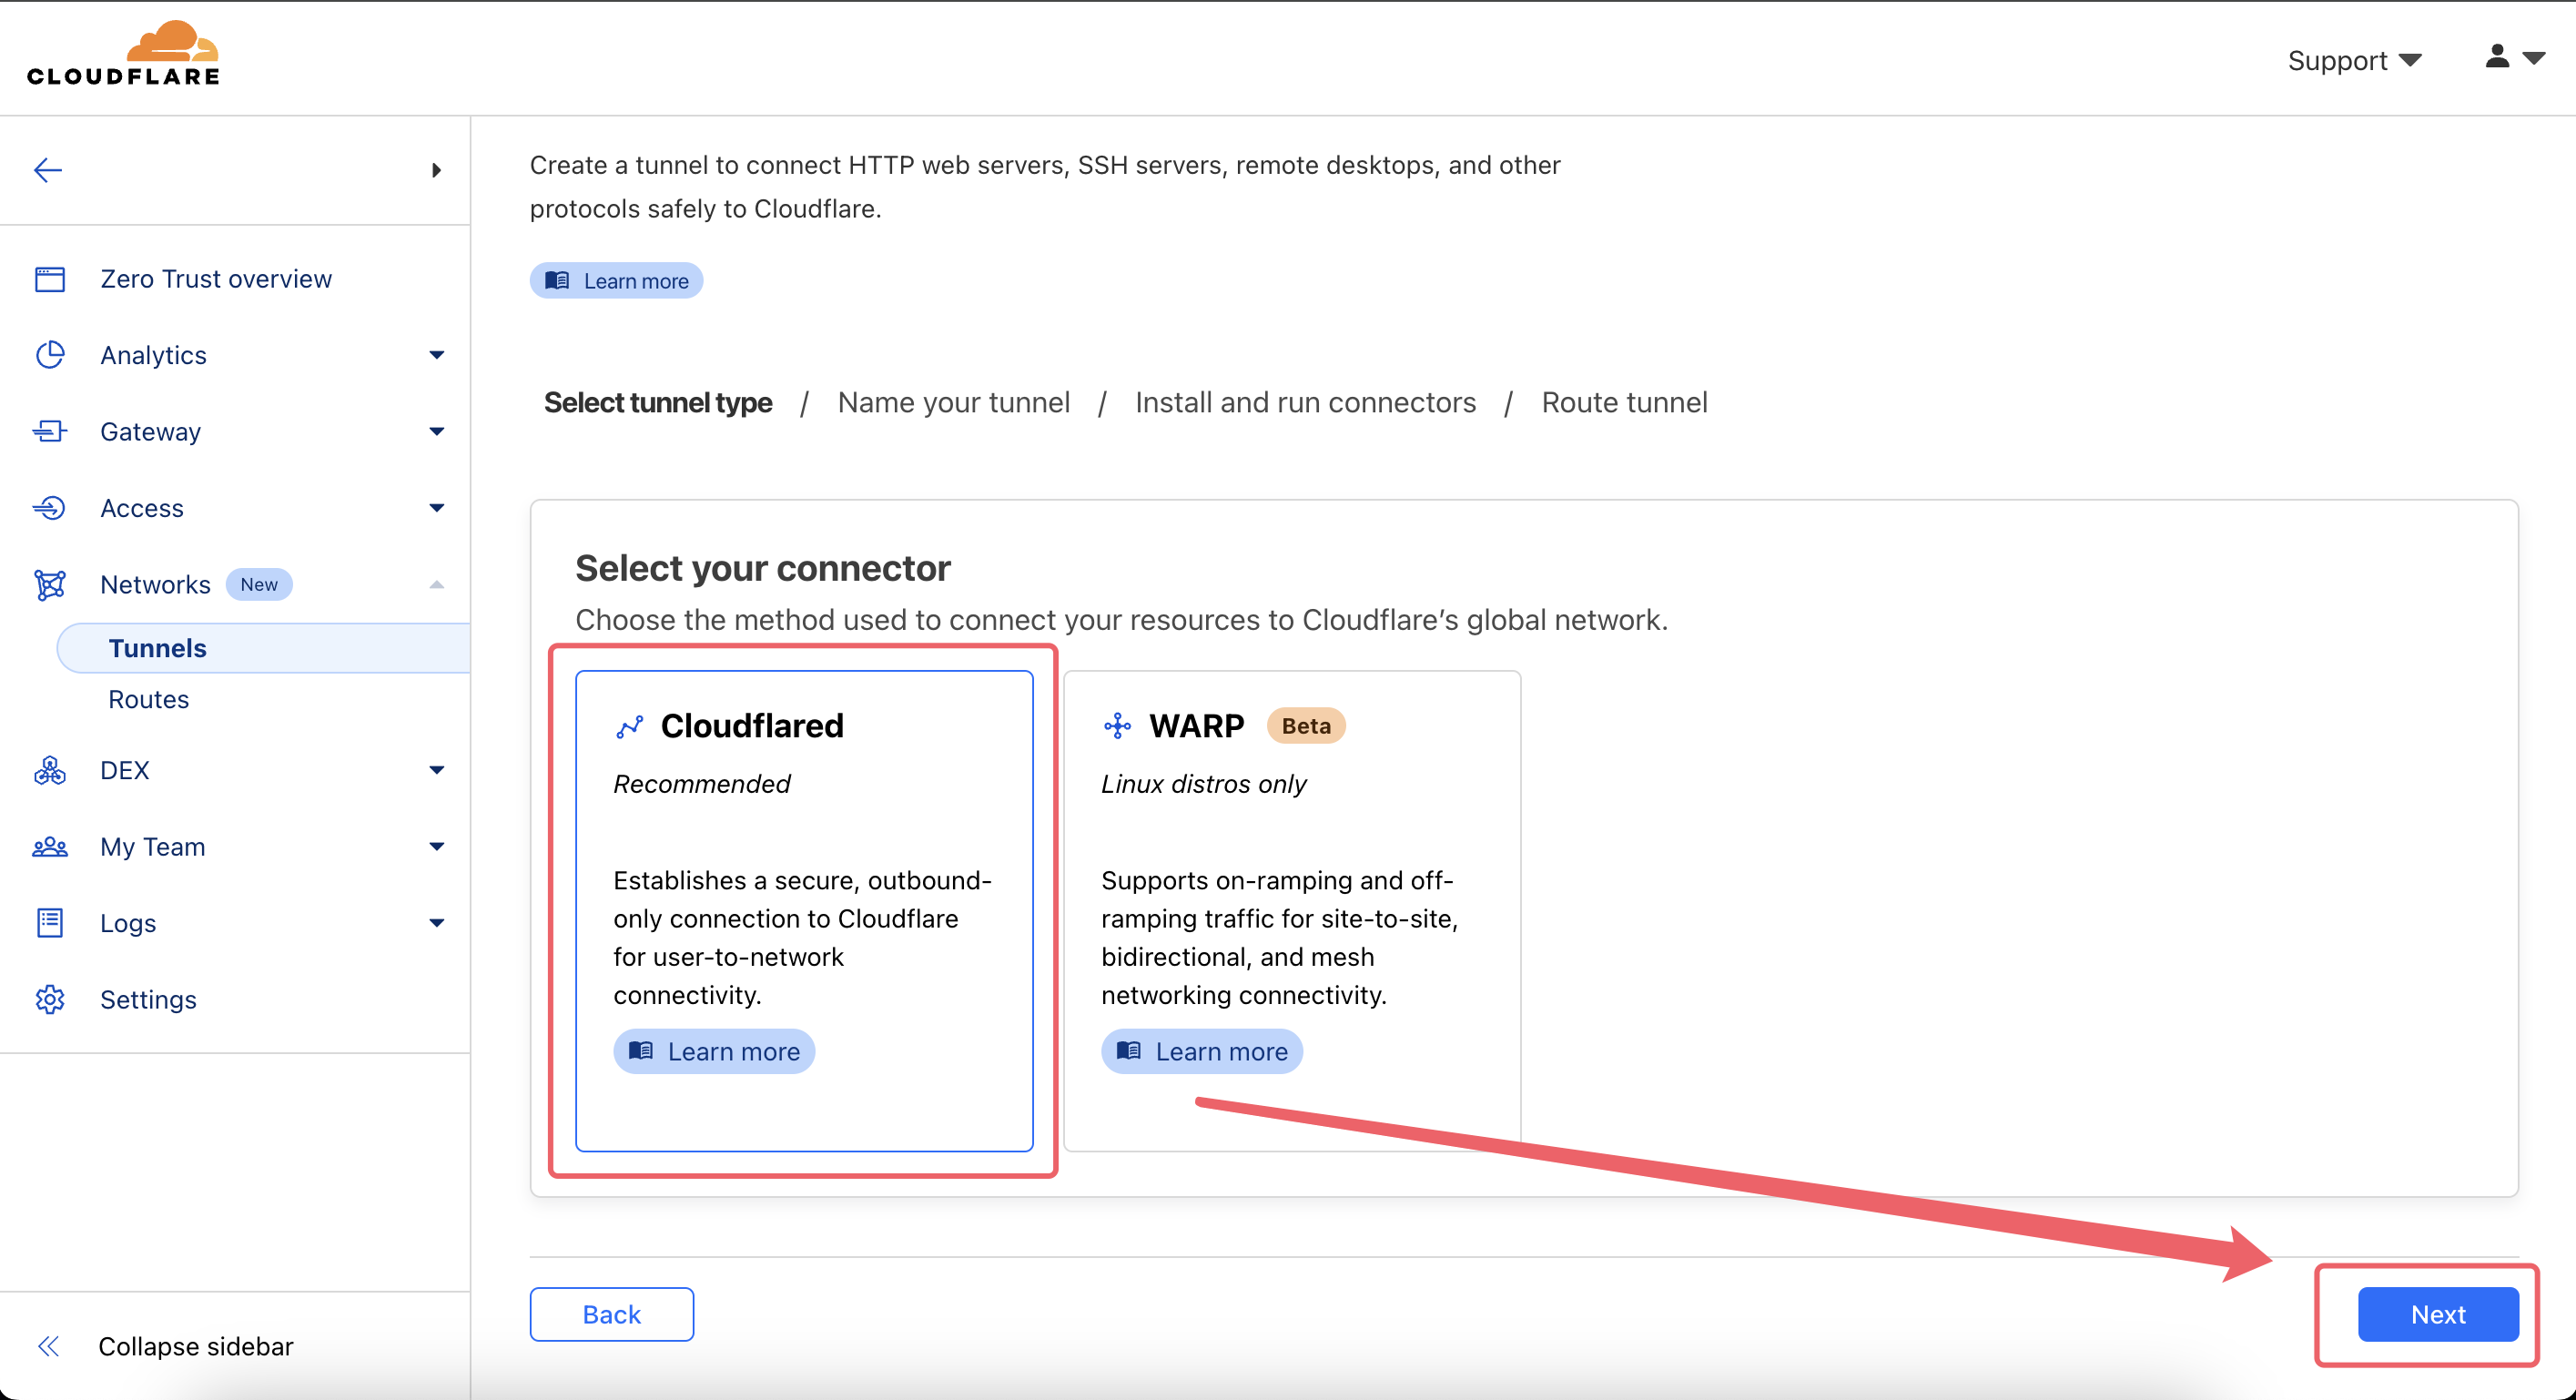 CLOUDFLARE
Support
Zero Trust overview
Analytics
Gateway
Access
Networks New
Tunnels
Routes
DEX
My Team
Logs
Settings
Collapse sidebar
Create a tunnel to connect HTTP web servers, SSH servers, remote desktops, and other
protocols safely to Cloudflare.
Learn more
Select tunnel type / Name your tunnel / Install and run connectors / Route tunnel
Select your connector
Choose the method used to connect your resources to Cloudflare’s global network.
Cloudflared
Recommended
Establishes a secure, outbound-
only connection to Cloudflare
for user-to-network
connectivity.
Learn more
WARP Beta
Linux distros only
Supports on-ramping and off-
ramping traffic for site-to-site,
bidirectional, and mesh
networking connectivity.
Learn more
Back
Next